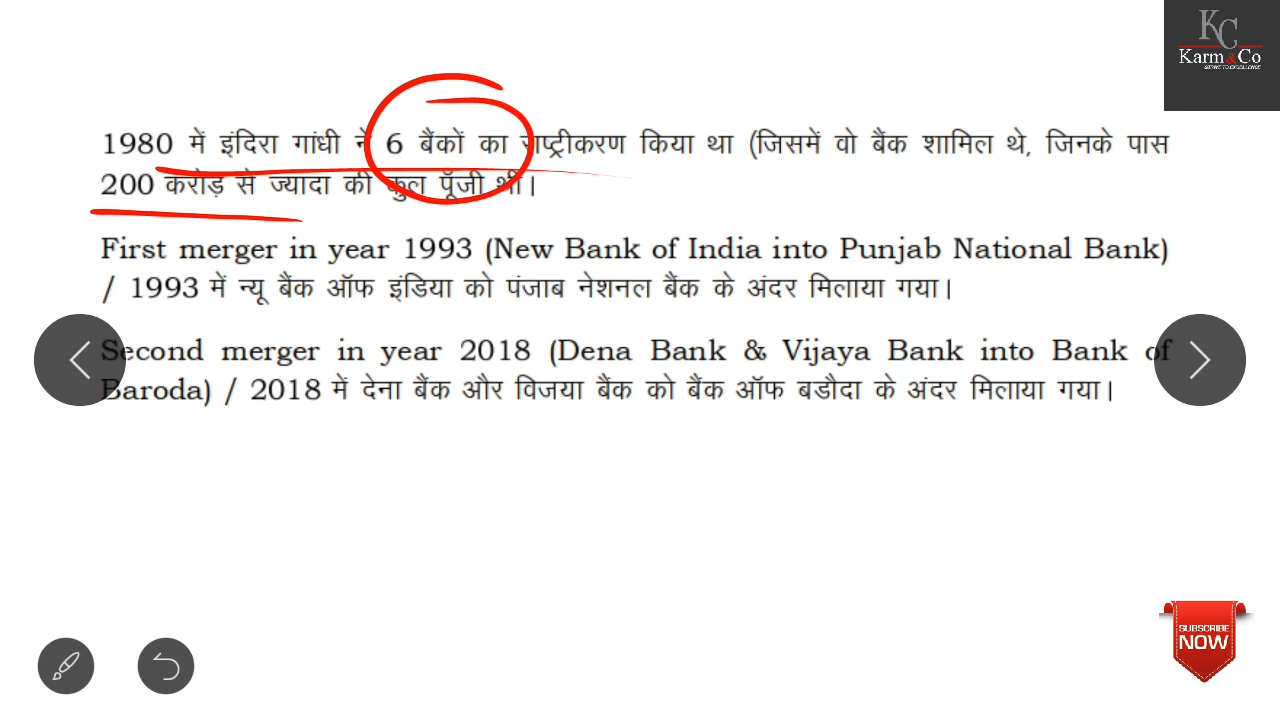 KC
Karm&Co
1980 में इंदिरा गांधी ने 6 बैंकों का राष्ट्रीकरण किया था (जिसमें वो बैंक शामिल थे, जिनके पास
200 करोड़ से ज्यादा की कुल पूँजी थी।
First merger in year 1993 (New Bank of India into Punjab National Bank)
/ 1993 में न्यू बैंक ऑफ इंडिया को पंजाब नेशनल बैंक के अंदर मिलाया गया।
Second merger in year 2018 (Dena Bank & Vijaya Bank into Bank of
Baroda) / 2018 में देना बैंक और विजया बैंक को बैंक ऑफ बडौदा के अंदर मिलाया गया।
SUBSCRIBE
NOW